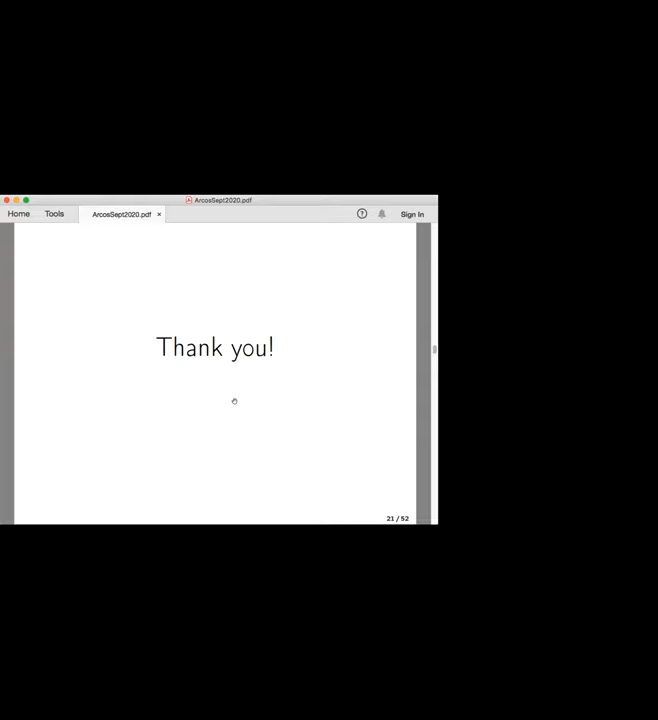 ArcosSept2020.pdf
Home Tools ArcosSept2020.pdf × ? Sign In
Thank you!
21 / 52